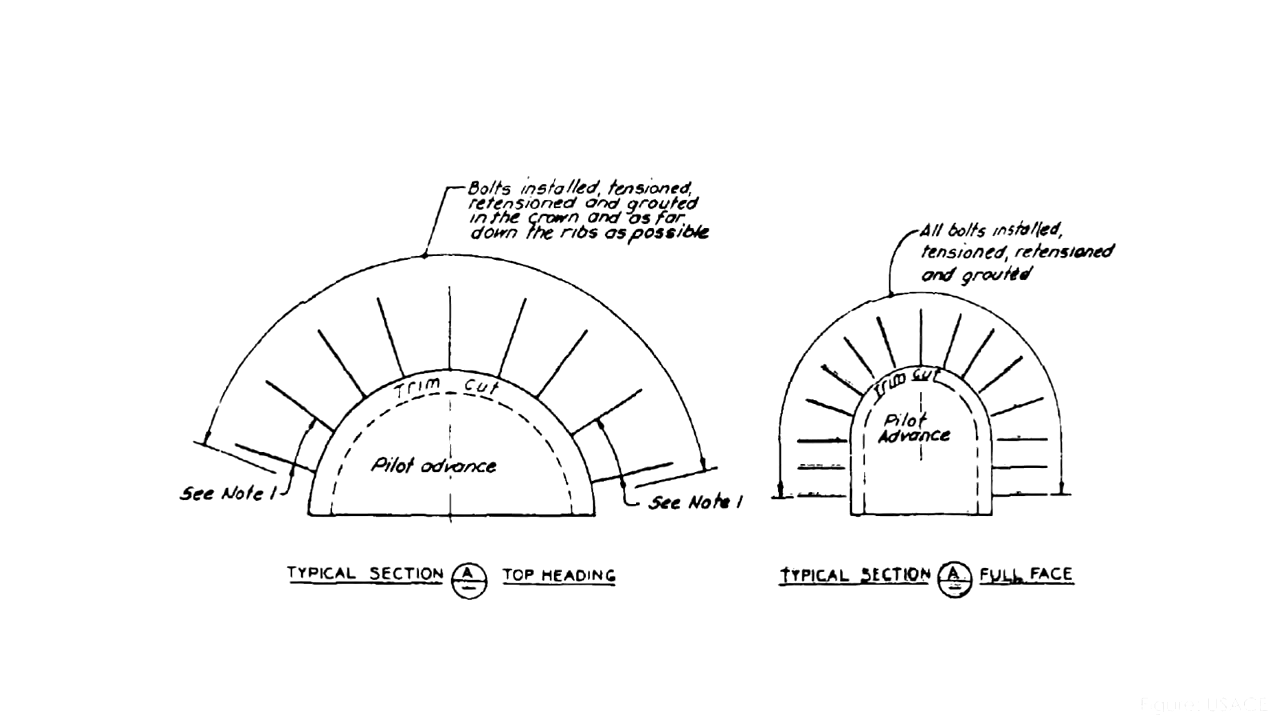 Bolts installed, tensioned,
retensioned and grouted
in the crown and as far
down the ribs as possible
All bolts installed,
tensioned, retensioned
and grouted
Trim cut
Pilot advance
See Note 1
See Note 1
Trim cut
Pilot
Advance
TYPICAL SECTION A TOP HEADING
TYPICAL SECTION A FULL FACE
Figure: USACE